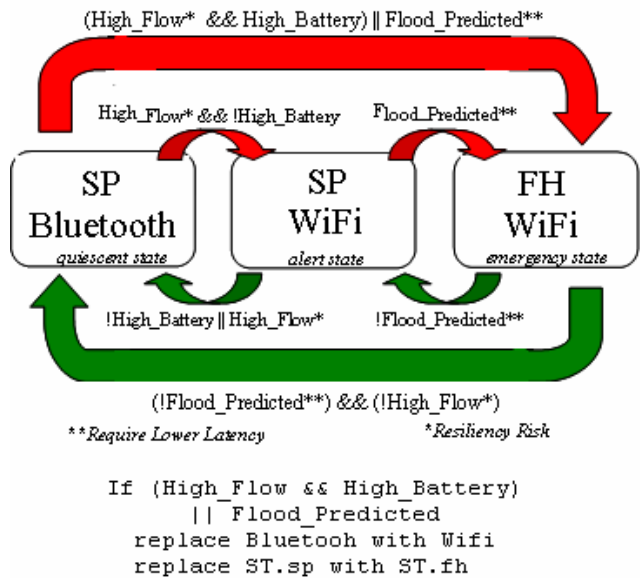 (High_Flow* && High_Battery) || Flood_Predicted**
High_Flow* && !High_Battery
Flood_Predicted**
SP
Bluetooth
quiescent state
SP
WiFi
alert state
FH
WiFi
emergency state
!High_Battery || High_Flow*
!Flood_Predicted**
(!Flood_Predicted**) && (!High_Flow*)
**Require Lower Latency
*Resiliency Risk
If (High_Flow && High_Battery)
|| Flood_Predicted
replace Bluetooh with Wifi
replace ST.sp with ST.fh